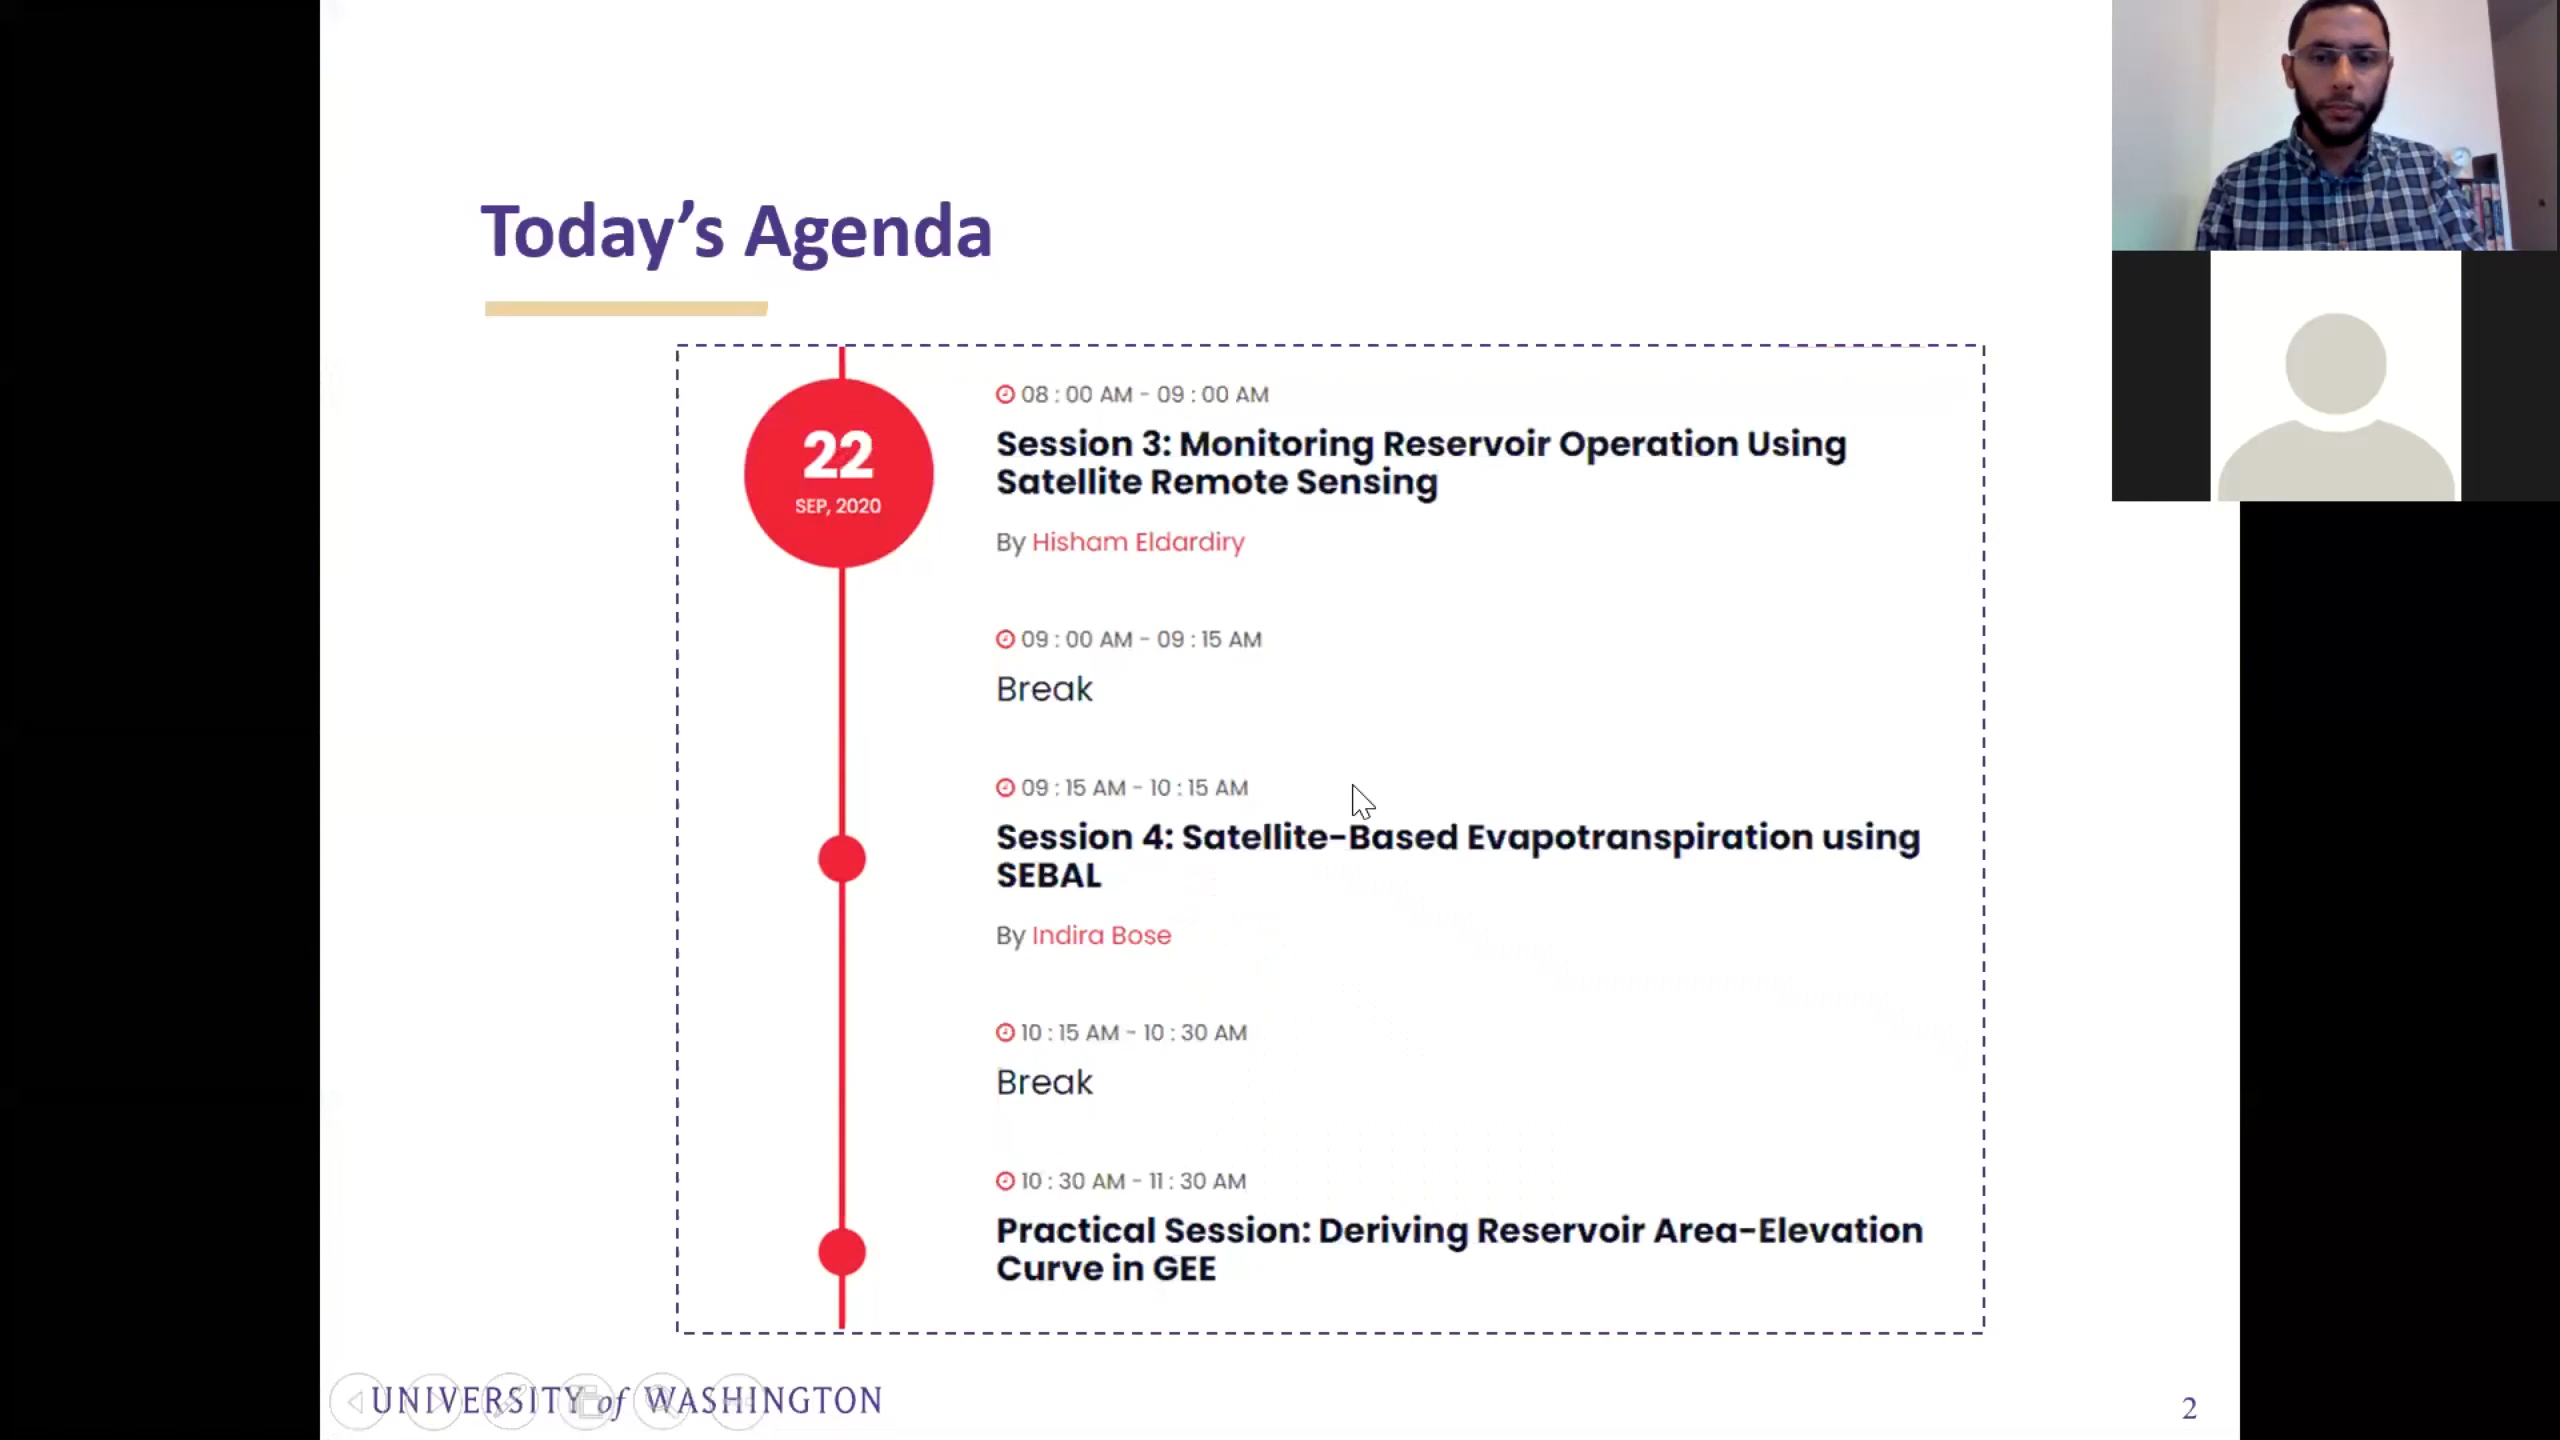 Today's Agenda
08 : 00 AM - 09 : 00 AM
Session 3: Monitoring Reservoir Operation Using
Satellite Remote Sensing
By Hisham Eldardiry
22
SEP, 2020
09 : 00 AM - 09 : 15 AM
Break
09 : 15 AM - 10 : 15 AM
Session 4: Satellite-Based Evapotranspiration using
SEBAL
By Indira Bose
10 : 15 AM - 10 : 30 AM
Break
10 : 30 AM - 11 : 30 AM
Practical Session: Deriving Reservoir Area-Elevation
Curve in GEE
UNIVERSITY of WASHINGTON
2